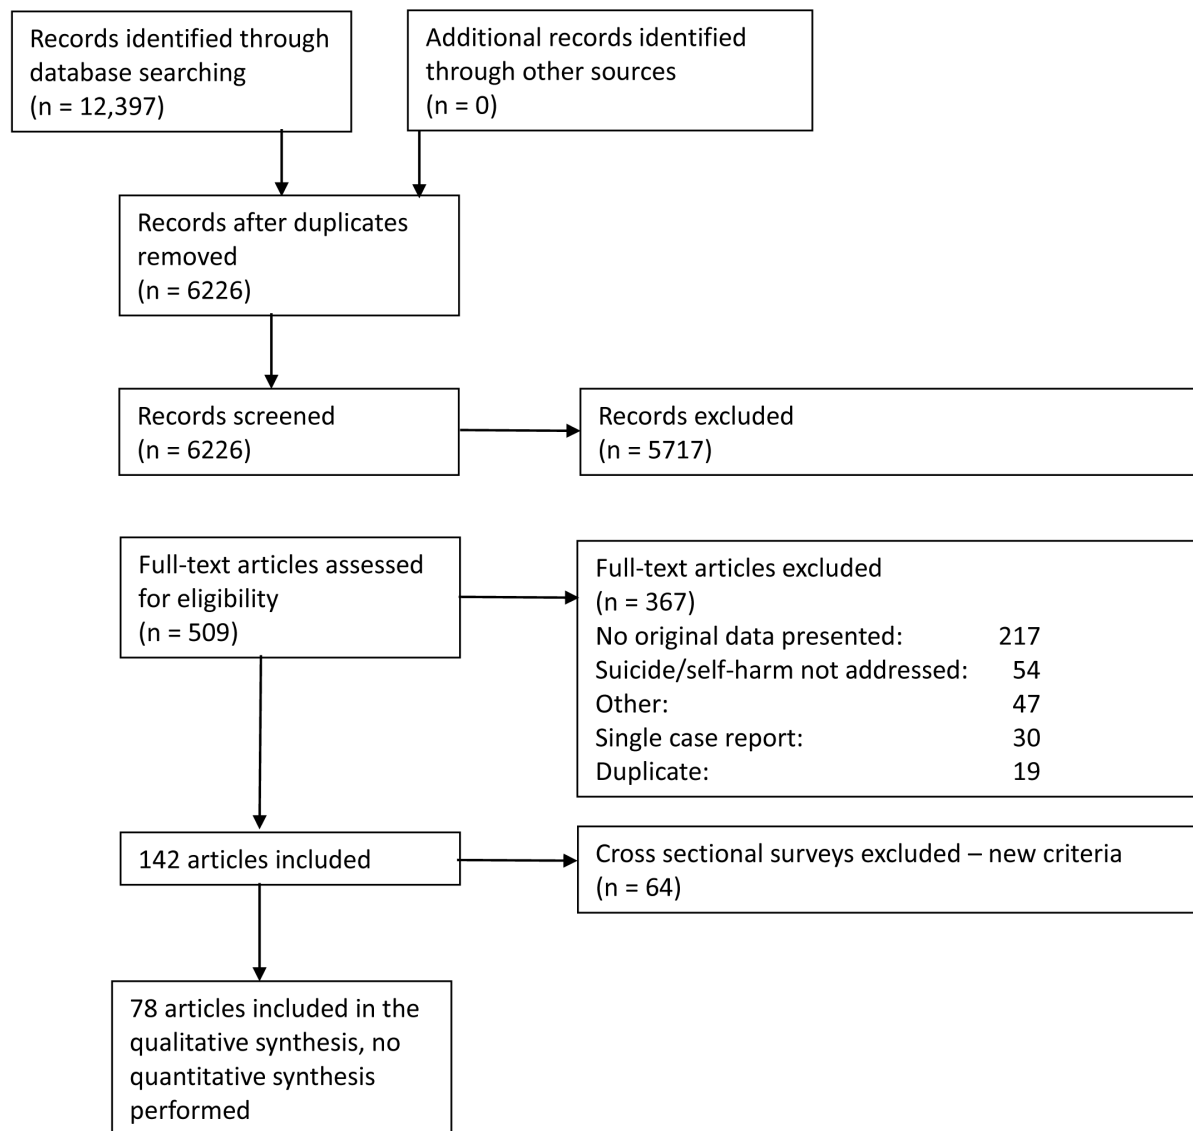 Records identified through
database searching
(n = 12,397)
Additional records identified
through other sources
(n = 0)
Records after duplicates
removed
(n = 6226)
Records screened
(n = 6226)
Records excluded
(n = 5717)
Full-text articles assessed
for eligibility
(n = 509)
Full-text articles excluded
(n = 367)
No original data presented: 217
Suicide/self-harm not addressed: 54
Other: 47
Single case report: 30
Duplicate: 19
142 articles included
Cross sectional surveys excluded – new criteria
(n = 64)
78 articles included in the
qualitative synthesis, no
quantitative synthesis
performed